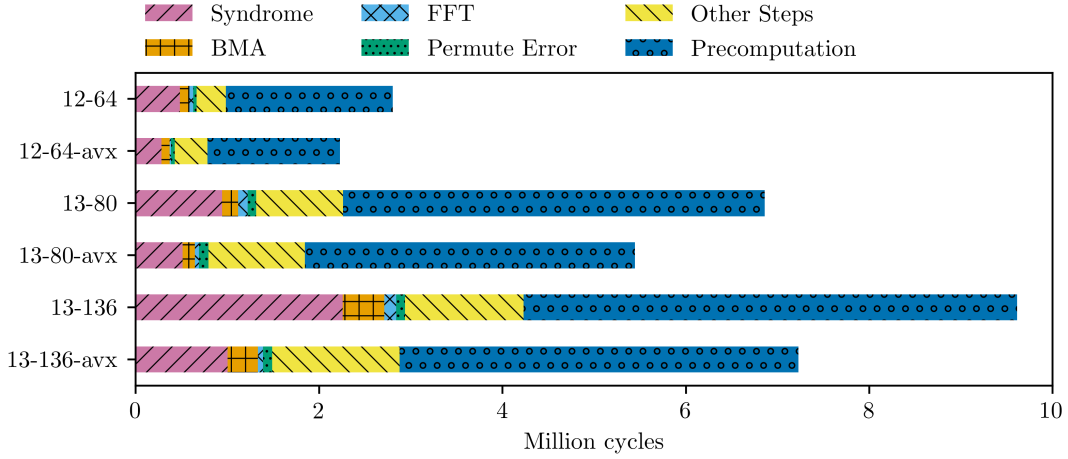 Syndrome FFT Other Steps
BMA Permute Error Precomputation
12-64
12-64-avx
13-80
13-80-avx
13-136
13-136-avx
0 2 4 6 8 10
Million cycles